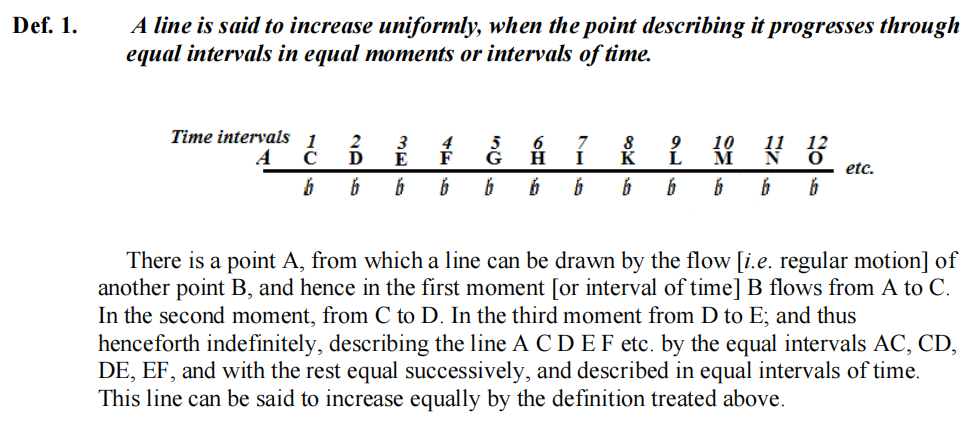 Def. 1. A line is said to increase uniformly, when the point describing it progresses through
equal intervals in equal moments or intervals of time.
Time intervals 1 2 3 4 5 6 7 8 9 10 11 12
A C D E F G H I K L M N O
etc.
b b b b b b b b b b b b
There is a point A, from which a line can be drawn by the flow [i.e. regular motion] of
another point B, and hence in the first moment [or interval of time] B flows from A to C.
In the second moment, from C to D. In the third moment from D to E; and thus
henceforth indefinitely, describing the line A C D E F etc. by the equal intervals AC, CD,
DE, EF, and with the rest equal successively, and described in equal intervals of time.
This line can be said to increase equally by the definition treated above.